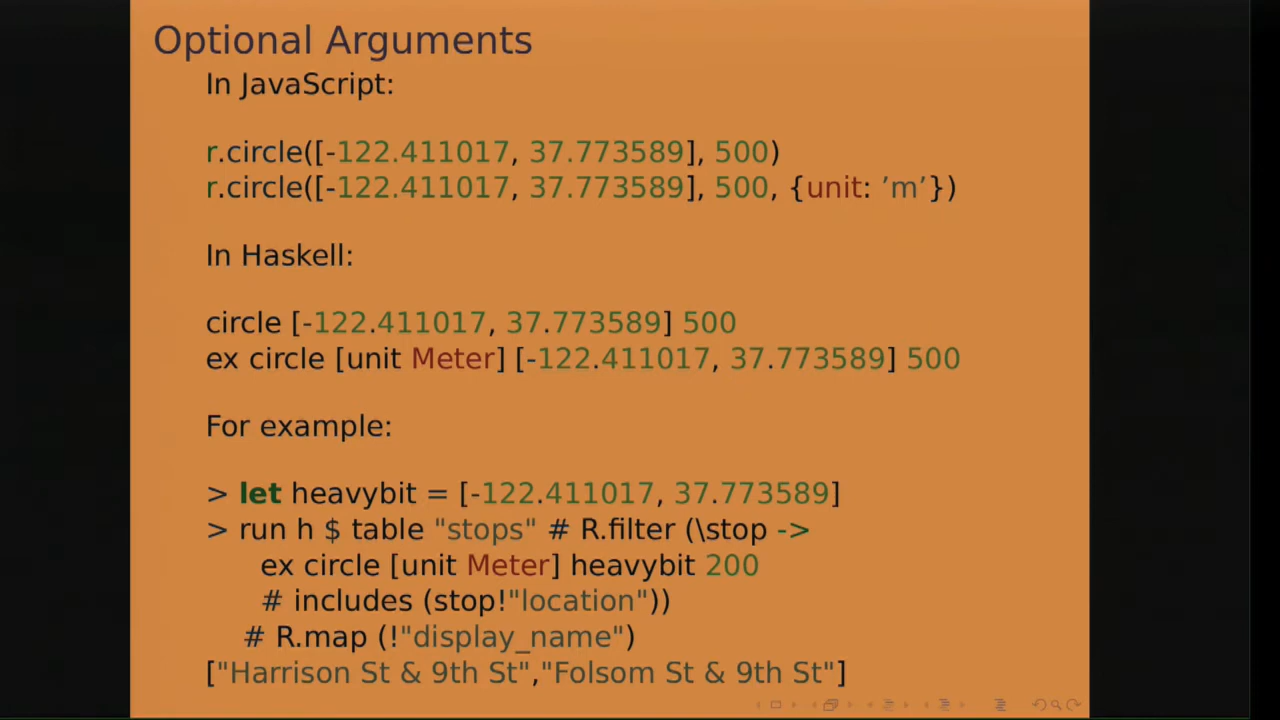 Optional Arguments
In JavaScript:
r.circle([-122.411017, 37.773589], 500)
r.circle([-122.411017, 37.773589], 500, {unit: ’m’})
In Haskell:
circle [-122.411017, 37.773589] 500
ex circle [unit Meter] [-122.411017, 37.773589] 500
For example:
> let heavybit = [-122.411017, 37.773589]
> run h $ table "stops" # R.filter (\stop ->
ex circle [unit Meter] heavybit 200
# includes (stop!"location"))
# R.map (!"display_name")
["Harrison St & 9th St","Folsom St & 9th St"]